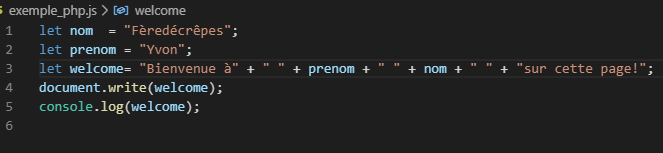 exemple_php.js > welcome
1 let nom  = "Fèredécrêpes";
2 let prenom = "Yvon";
3 let welcome= "Bienvenue à" + " " + prenom + " " + nom + " " + "sur cette page!";
4 document.write(welcome);
5 console.log(welcome);
6